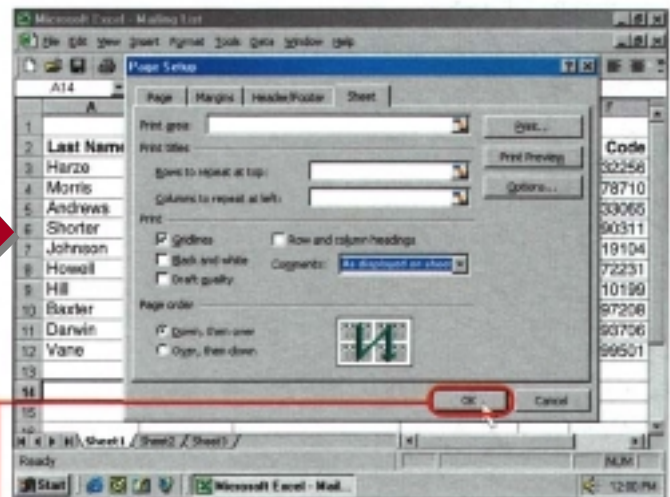 Microsoft Excel - Mailing List
File Edit View Insert Format Tools Data Window Help
A14
Page Setup
Page Margins Header/Footer Sheet
Print area:
Print...
Print titles
Print Preview
Rows to repeat at top:
Options...
Columns to repeat at left:
Print
Gridlines
Row and column headings
Black and white
Comments: As displayed on sheet
Draft quality
Page order
Down, then over
Over, then down
OK
Cancel
A F
1
2 Last Name Code
3 Harze 32256
4 Morris 78710
5 Andrews 33065
6 Shorter 90311
7 Johnson 19104
8 Howell 72231
9 Hill 10199
10 Baxter 97208
11 Darwin 93706
12 Vane 99501
13
14
15
Sheet1 Sheet2 Sheet3
Ready
NUM
Start
Microsoft Excel - Mail...
12:00 PM